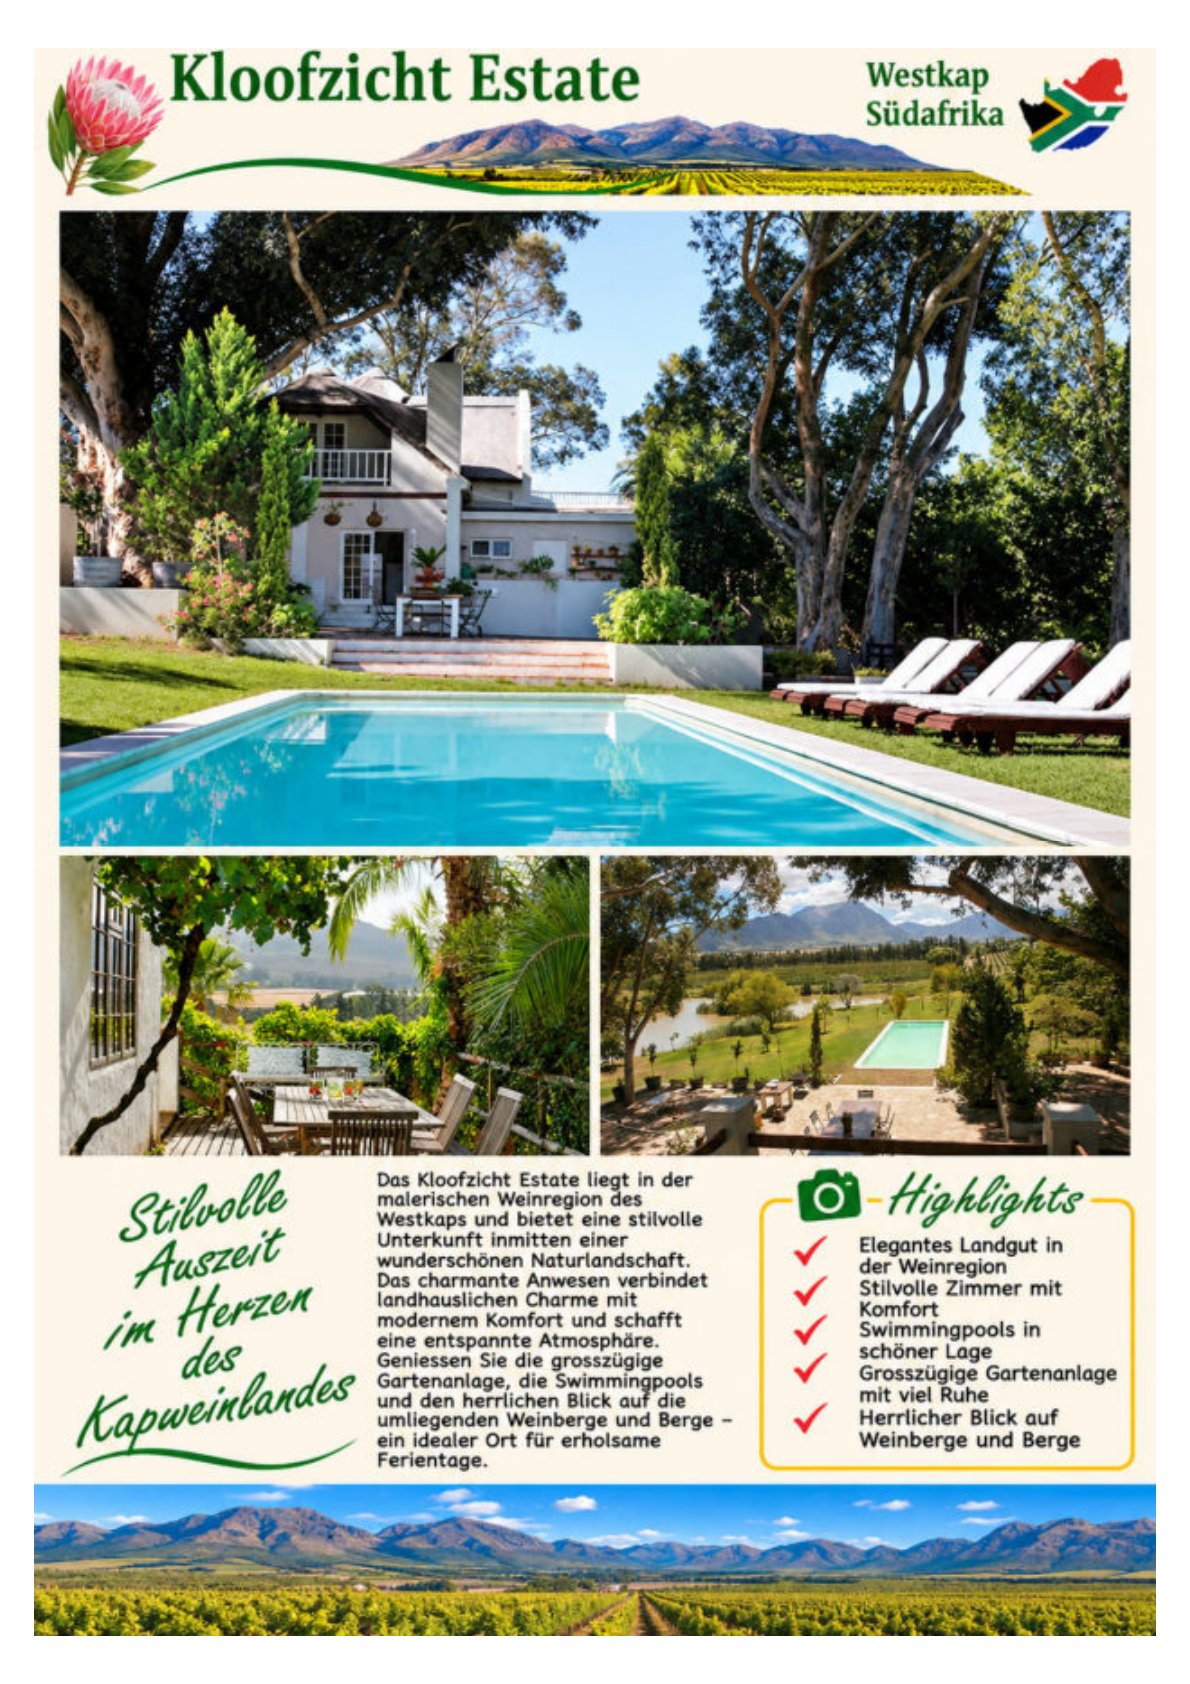 Kloofzicht Estate
Westkap
Südafrika
Stilvolle
Auszeit
im Herzen
des
Kapweinlandes
Das Kloofzicht Estate liegt in der
malerischen Weinregion des
Westkaps und bietet eine stilvolle
Unterkunft inmitten einer
wunderschönen Naturlandschaft.
Das charmante Anwesen verbindet
landhauslichen Charme mit
modernem Komfort und schafft
eine entspannte Atmosphäre.
Geniessen Sie die grosszügige
Gartenanlage, die Swimmingpools
und den herrlichen Blick auf die
umliegenden Weinberge und Berge –
ein idealer Ort für erholsame
Ferientage.
Highlights
Elegantes Landgut in
der Weinregion
Stilvolle Zimmer mit
Komfort
Swimmingpools in
schöner Lage
Grosszügige Gartenanlage
mit viel Ruhe
Herrlicher Blick auf
Weinberge und Berge